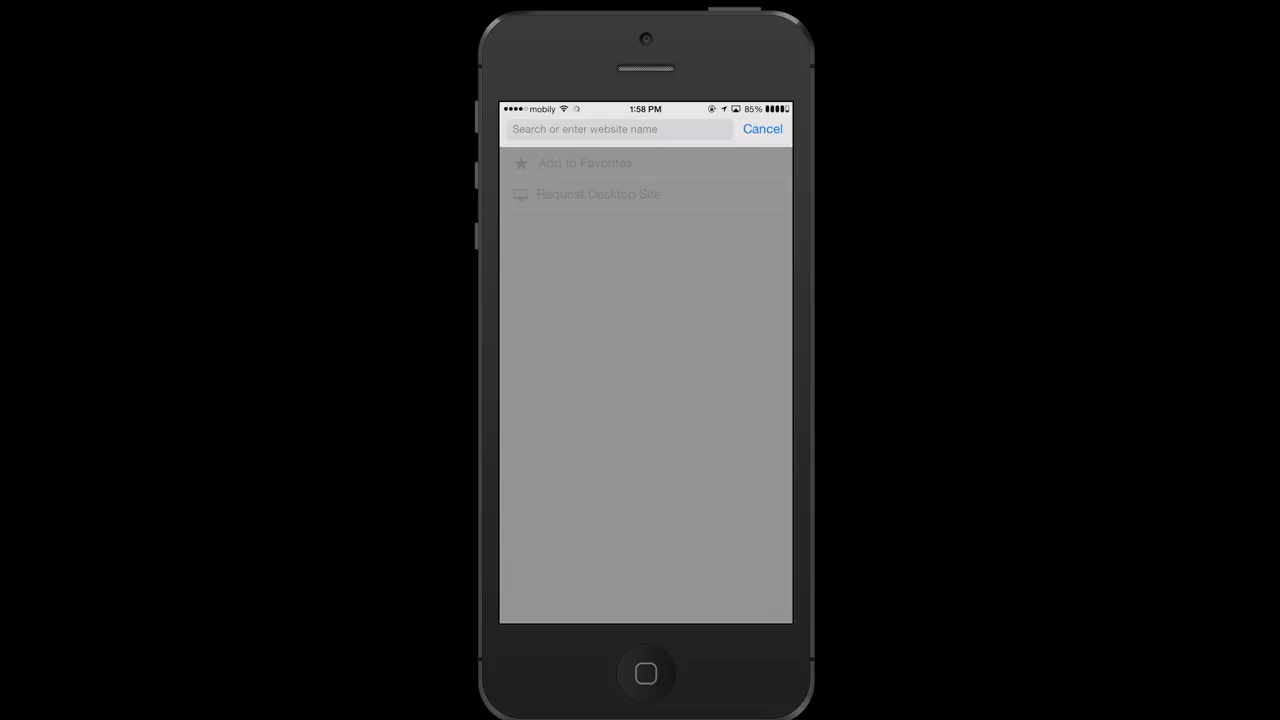 mobily 1:58 PM 85%
Search or enter website name Cancel
Add to Favorites
Request Desktop Site